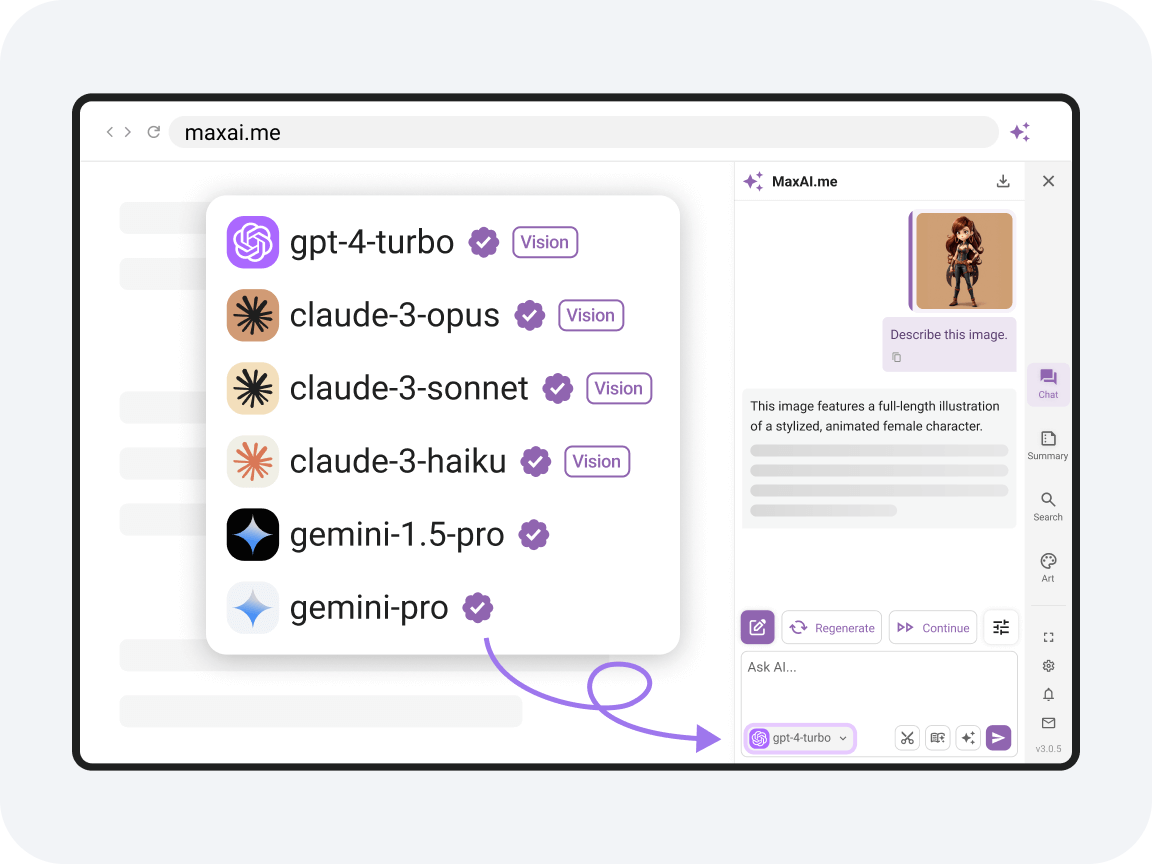 maxai.me
gpt-4-turbo Vision
claude-3-opus Vision
claude-3-sonnet Vision
claude-3-haiku Vision
gemini-1.5-pro
gemini-pro
MaxAI.me
Describe this image.
This image features a full-length illustration
of a stylized, animated female character.
Regenerate
Continue
Ask AI...
gpt-4-turbo
Chat
Summary
Search
Art
v3.0.5